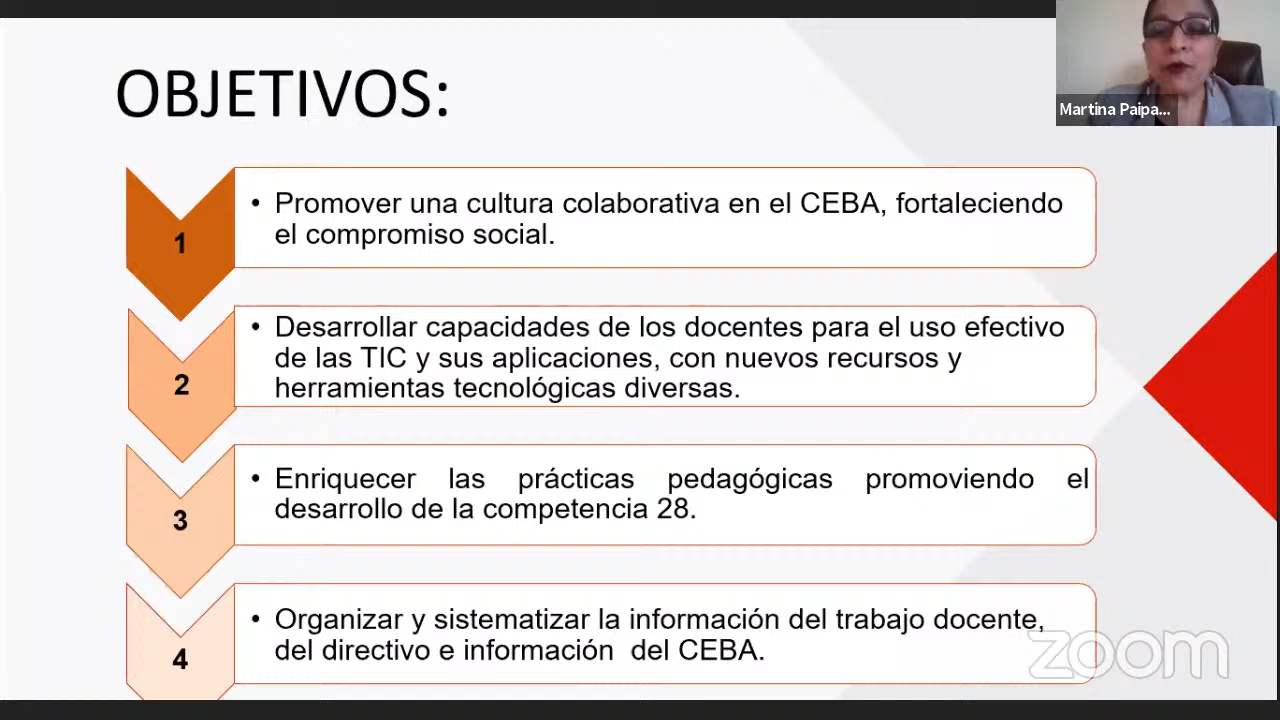 OBJETIVOS:
Martina Paipa...
1
• Promover una cultura colaborativa en el CEBA, fortaleciendo
el compromiso social.
2
• Desarrollar capacidades de los docentes para el uso efectivo
de las TIC y sus aplicaciones, con nuevos recursos y
herramientas tecnológicas diversas.
3
• Enriquecer las prácticas pedagógicas promoviendo el
desarrollo de la competencia 28.
4
• Organizar y sistematizar la información del trabajo docente,
del directivo e información  del CEBA.
zoom